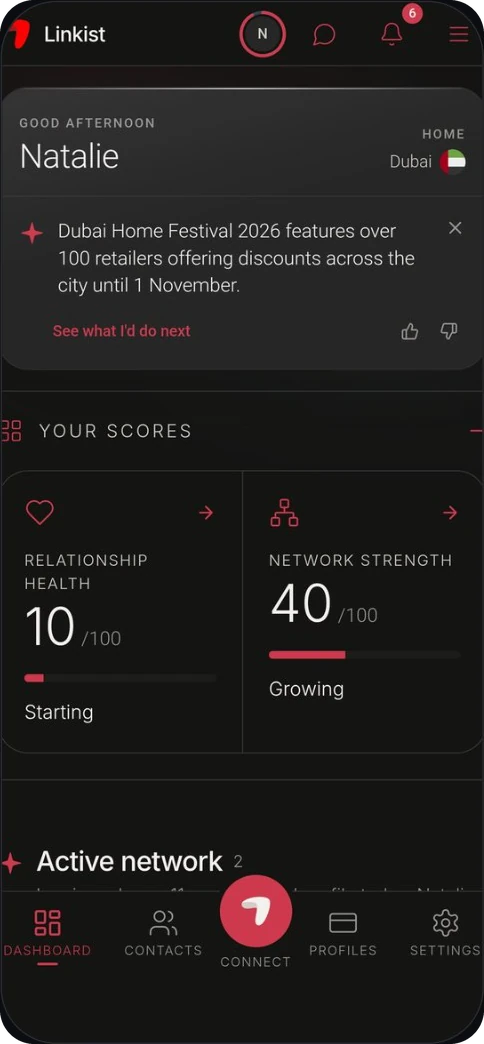 Linkist
N
6
GOOD AFTERNOON
Natalie
HOME
Dubai
Dubai Home Festival 2026 features over
100 retailers offering discounts across the
city until 1 November.
See what I'd do next
YOUR SCORES
RELATIONSHIP
HEALTH
10 /100
Starting
NETWORK STRENGTH
40 /100
Growing
Active network 2
DASHBOARD
CONTACTS
CONNECT
PROFILES
SETTINGS